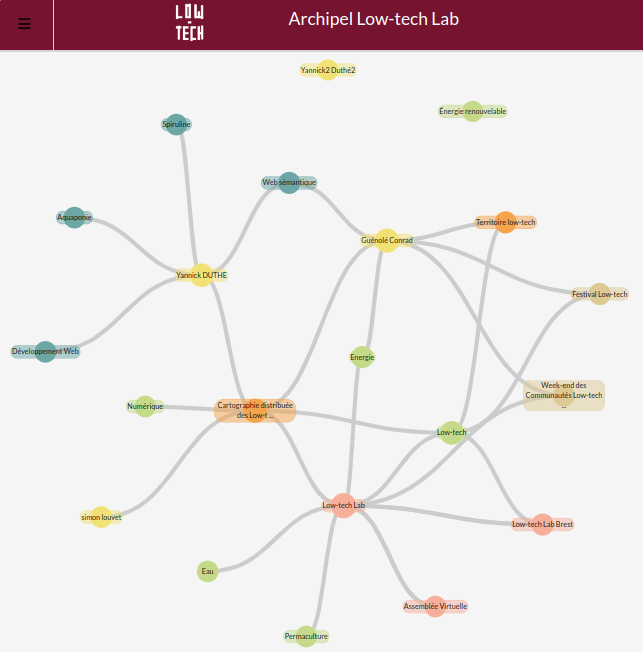 LOW
TECH
Archipel Low-tech Lab
Yannick2 Duthé2
Énergie renouvelable
Spiruline
Web sémantique
Aquaponie
Territoire low-tech
Guénolé Conrad
Yannick DUTHE
Festival Low-tech
Développement Web
Energie
Week-end des
Communautés Low-tech
...
Numérique
Cartographie distribuée
des Low-t ...
Low-tech
Low-tech Lab
simon louvet
Low-tech Lab Brest
Eau
Assemblée Virtuelle
Permaculture